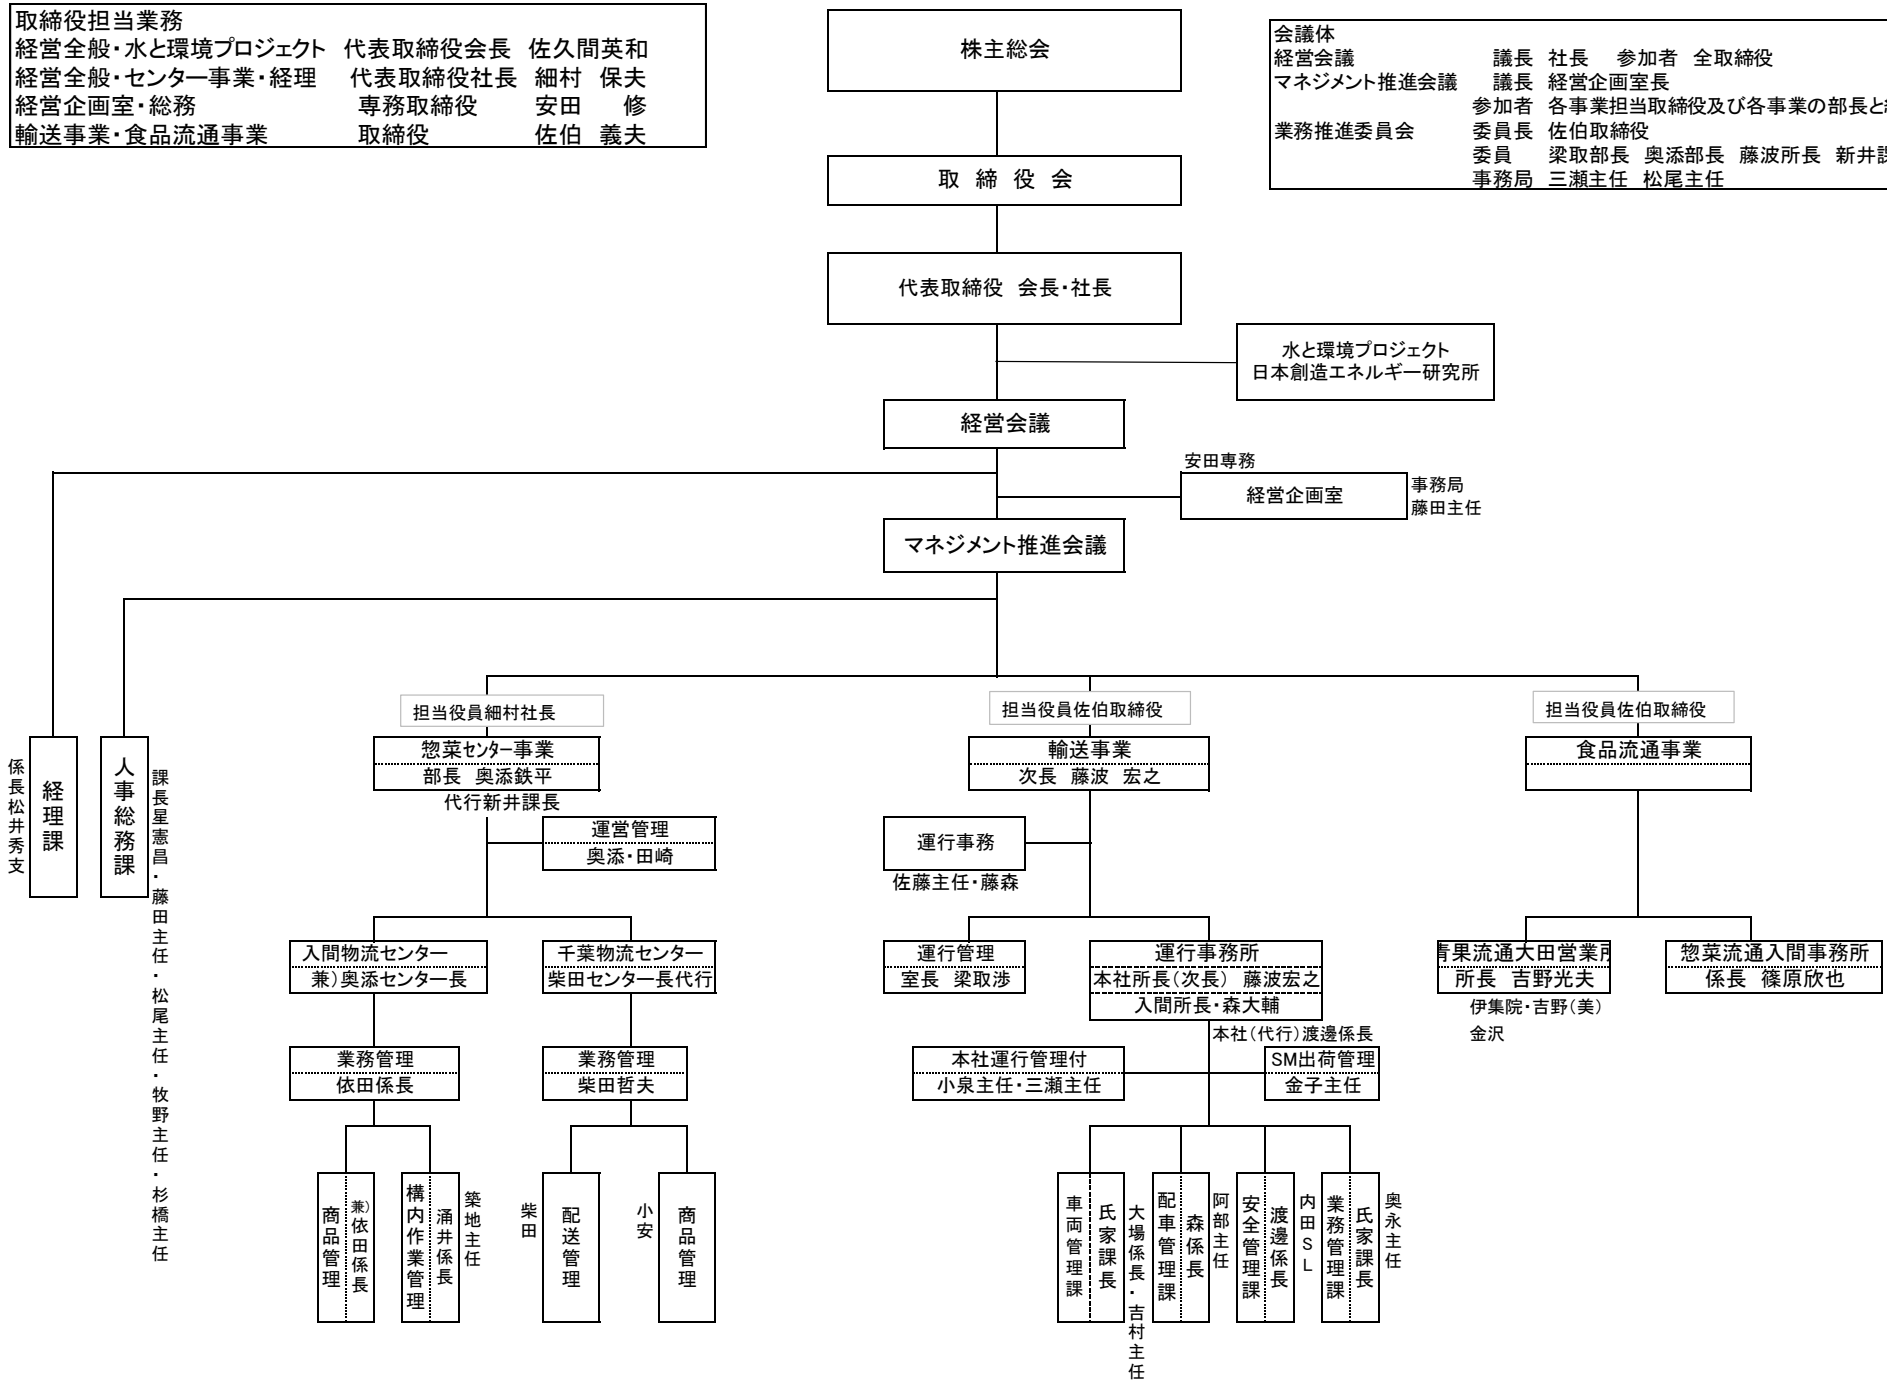 取締役担当業務
経営全般・水と環境プロジェクト 代表取締役会長 佐久間英和
経営全般・センター事業・経理 代表取締役社長 細村 保夫
経営企画室・総務 専務取締役 安田 修
輸送事業・食品流通事業 取締役 佐伯 義夫
株主総会
会議体
経営会議 議長 社長 参加者 全取締役
マネジメント推進会議 議長 経営企画室長
参加者 各事業担当取締役及び各事業の部長と
業務推進委員会 委員長 佐伯取締役
委員 梁取部長 奥添部長 藤波所長 新井
事務局 三瀬主任 松尾主任
取締役会
代表取締役 会長・社長
水と環境プロジェクト
日本創造エネルギー研究所
経営会議
安田専務
経営企画室
事務局
藤田主任
マネジメント推進会議
係長松井秀支
経理課
人事総務課
課長星憲昌・藤田主任・松尾主任・牧野主任・杉橋主任
担当役員細村社長
惣菜センター事業
部長 奥添鉄平
代行新井課長
運営管理
奥添・田崎
入間物流センター
兼)奥添センター長
千葉物流センター
柴田センター長代行
業務管理
依田係長
業務管理
柴田哲夫
商品管理
兼)依田係長
構内作業管理
涌井係長
築地主任
柴田
配送管理
小安
商品管理
担当役員佐伯取締役
輸送事業
次長 藤波 宏之
運行事務
佐藤主任・藤森
運行管理
室長 梁取渉
運行事務所
本社所長(次長) 藤波宏之
入間所長・森大輔
本社(代行)渡邊係長
本社運行管理付
小泉主任・三瀬主任
SM出荷管理
金子主任
車両管理課
氏家課長
大場係長・吉村主任
配車管理課
森係長
阿部主任
安全管理課
渡邊係長
内田SL
業務管理課
氏家課長
奥永主任
担当役員佐伯取締役
食品流通事業
青果流通大田営業所
所長 吉野光夫
伊集院・吉野(美)
金沢
惣菜流通入間事務所
係長 篠原欣也